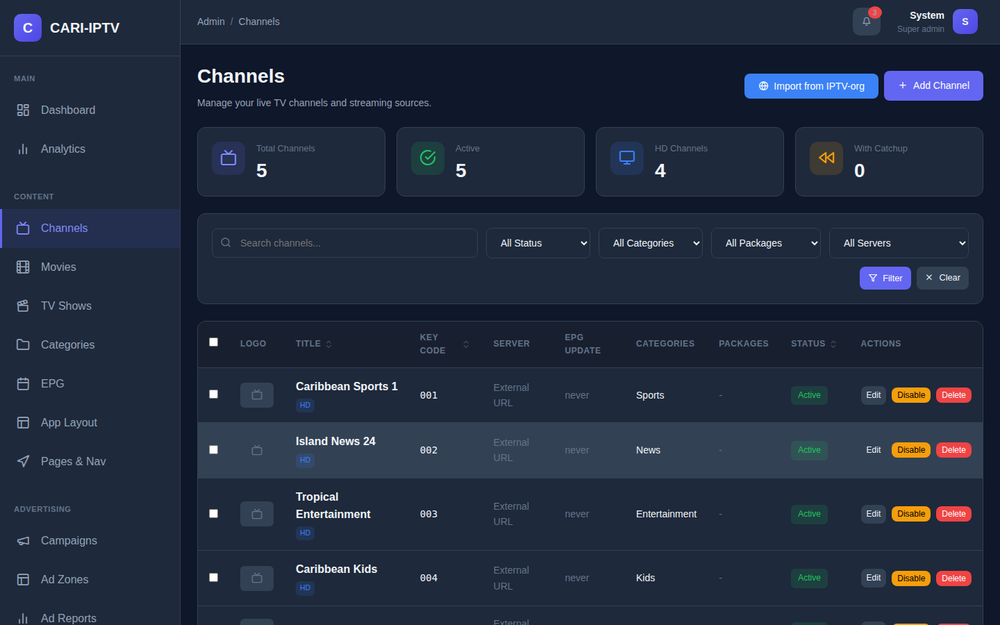 C CARI-IPTV
Admin / Channels
3
System
Super admin
S
MAIN
Dashboard
Analytics
CONTENT
Channels
Movies
TV Shows
Categories
EPG
App Layout
Pages & Nav
ADVERTISING
Campaigns
Ad Zones
Ad Reports
Channels
Manage your live TV channels and streaming sources.
Import from IPTV-org
Add Channel
Total Channels
5
Active
5
HD Channels
4
With Catchup
0
Search channels...
All Status
All Categories
All Packages
All Servers
Filter
Clear
LOGO TITLE KEY CODE SERVER EPG UPDATE CATEGORIES PACKAGES STATUS ACTIONS
Caribbean Sports 1 HD 001 External URL never Sports - Active Edit Disable Delete
Island News 24 HD 002 External URL never News - Active Edit Disable Delete
Tropical Entertainment HD 003 External URL never Entertainment - Active Edit Disable Delete
Caribbean Kids HD 004 External URL never Kids - Active Edit Disable Delete
External